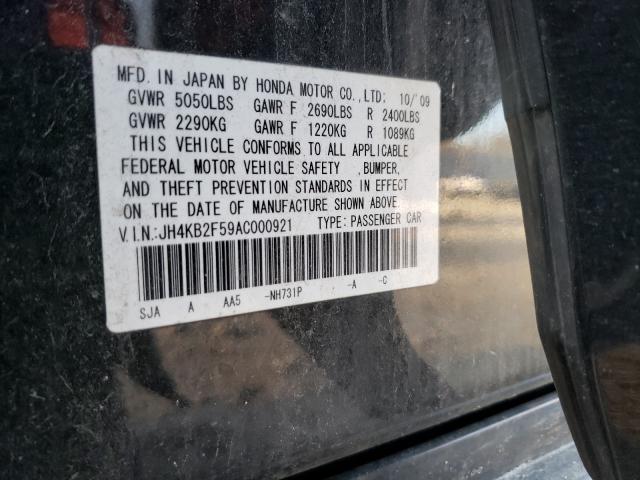 MFD. IN JAPAN BY HONDA MOTOR CO., LTD: 10/'09
GVWR 5050LBS GAWR F 2690LBS R 2400LBS
GVWR 2290KG GAWR F 1220KG R 1089KG
THIS VEHICLE CONFORMS TO ALL APPLICABLE
FEDERAL MOTOR VEHICLE SAFETY ,BUMPER,
AND THEFT PREVENTION STANDARDS IN EFFECT
ON THE DATE OF MANUFACTURE SHOWN ABOVE.
V.I.N.:JH4KB2F59AC000921 TYPE: PASSENGER CAR
SJA A AA5 -NH731P -A -C